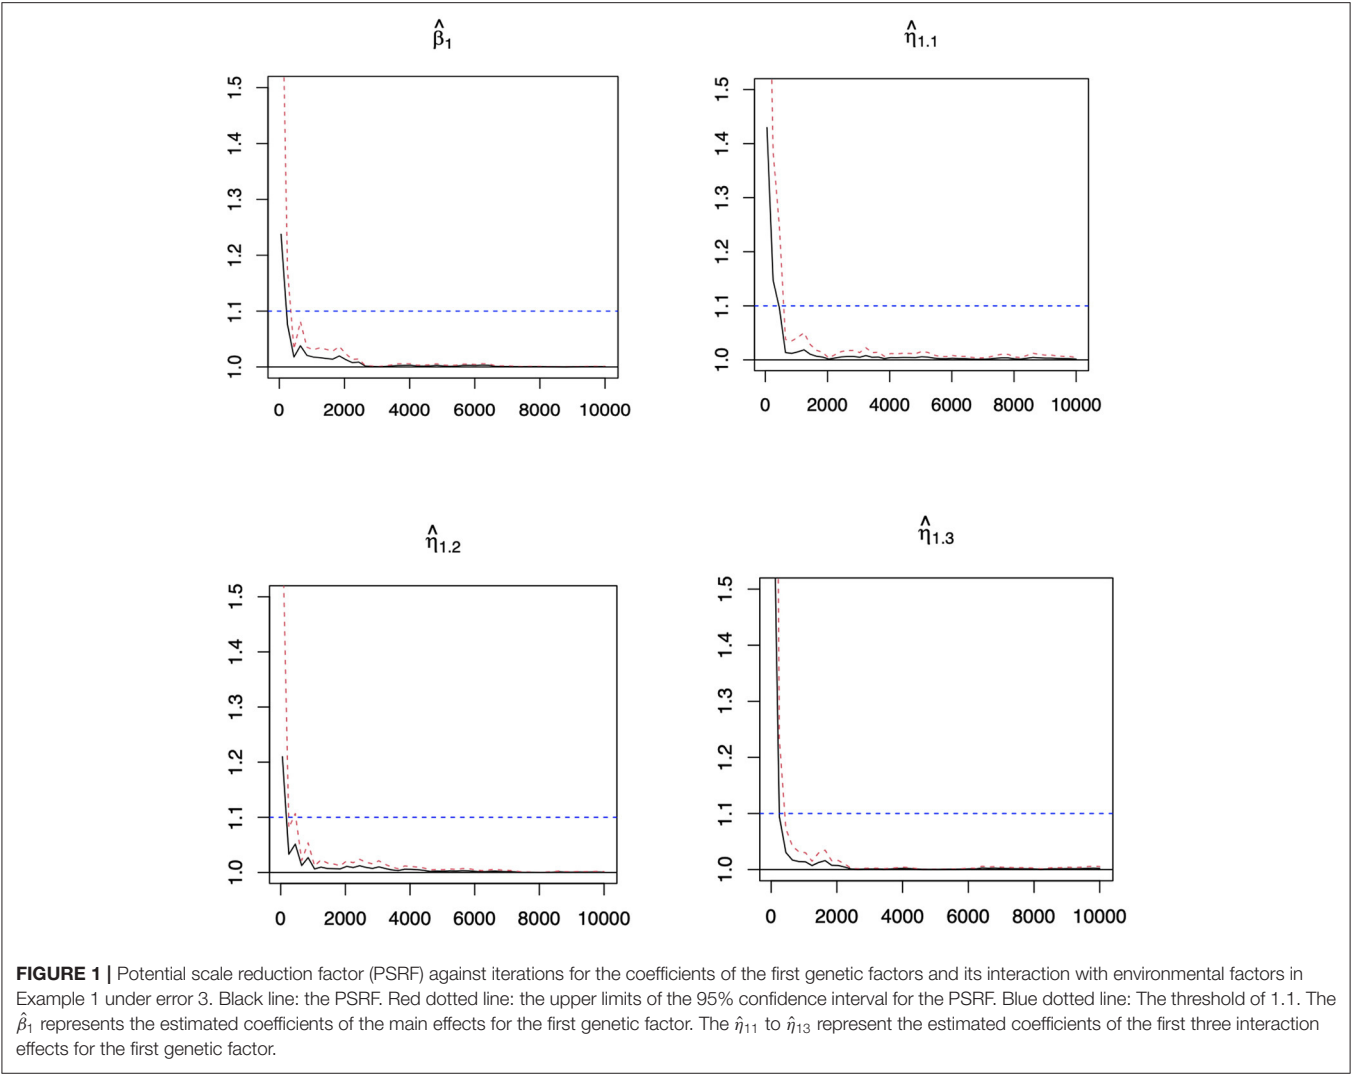 β̂₁
1.5
1.4
1.3
1.2
1.1
1.0
0 2000 4000 6000 8000 10000
η̂₁.₁
1.5
1.4
1.3
1.2
1.1
1.0
0 2000 4000 6000 8000 10000
η̂₁.₂
1.5
1.4
1.3
1.2
1.1
1.0
0 2000 4000 6000 8000 10000
η̂₁.₃
1.5
1.4
1.3
1.2
1.1
1.0
0 2000 4000 6000 8000 10000
FIGURE 1 | Potential scale reduction factor (PSRF) against iterations for the coefficients of the first genetic factors and its interaction with environmental factors in
Example 1 under error 3. Black line: the PSRF. Red dotted line: the upper limits of the 95% confidence interval for the PSRF. Blue dotted line: The threshold of 1.1. The
β̂₁ represents the estimated coefficients of the main effects for the first genetic factor. The η̂₁₁ to η̂₁₃ represent the estimated coefficients of the first three interaction
effects for the first genetic factor.